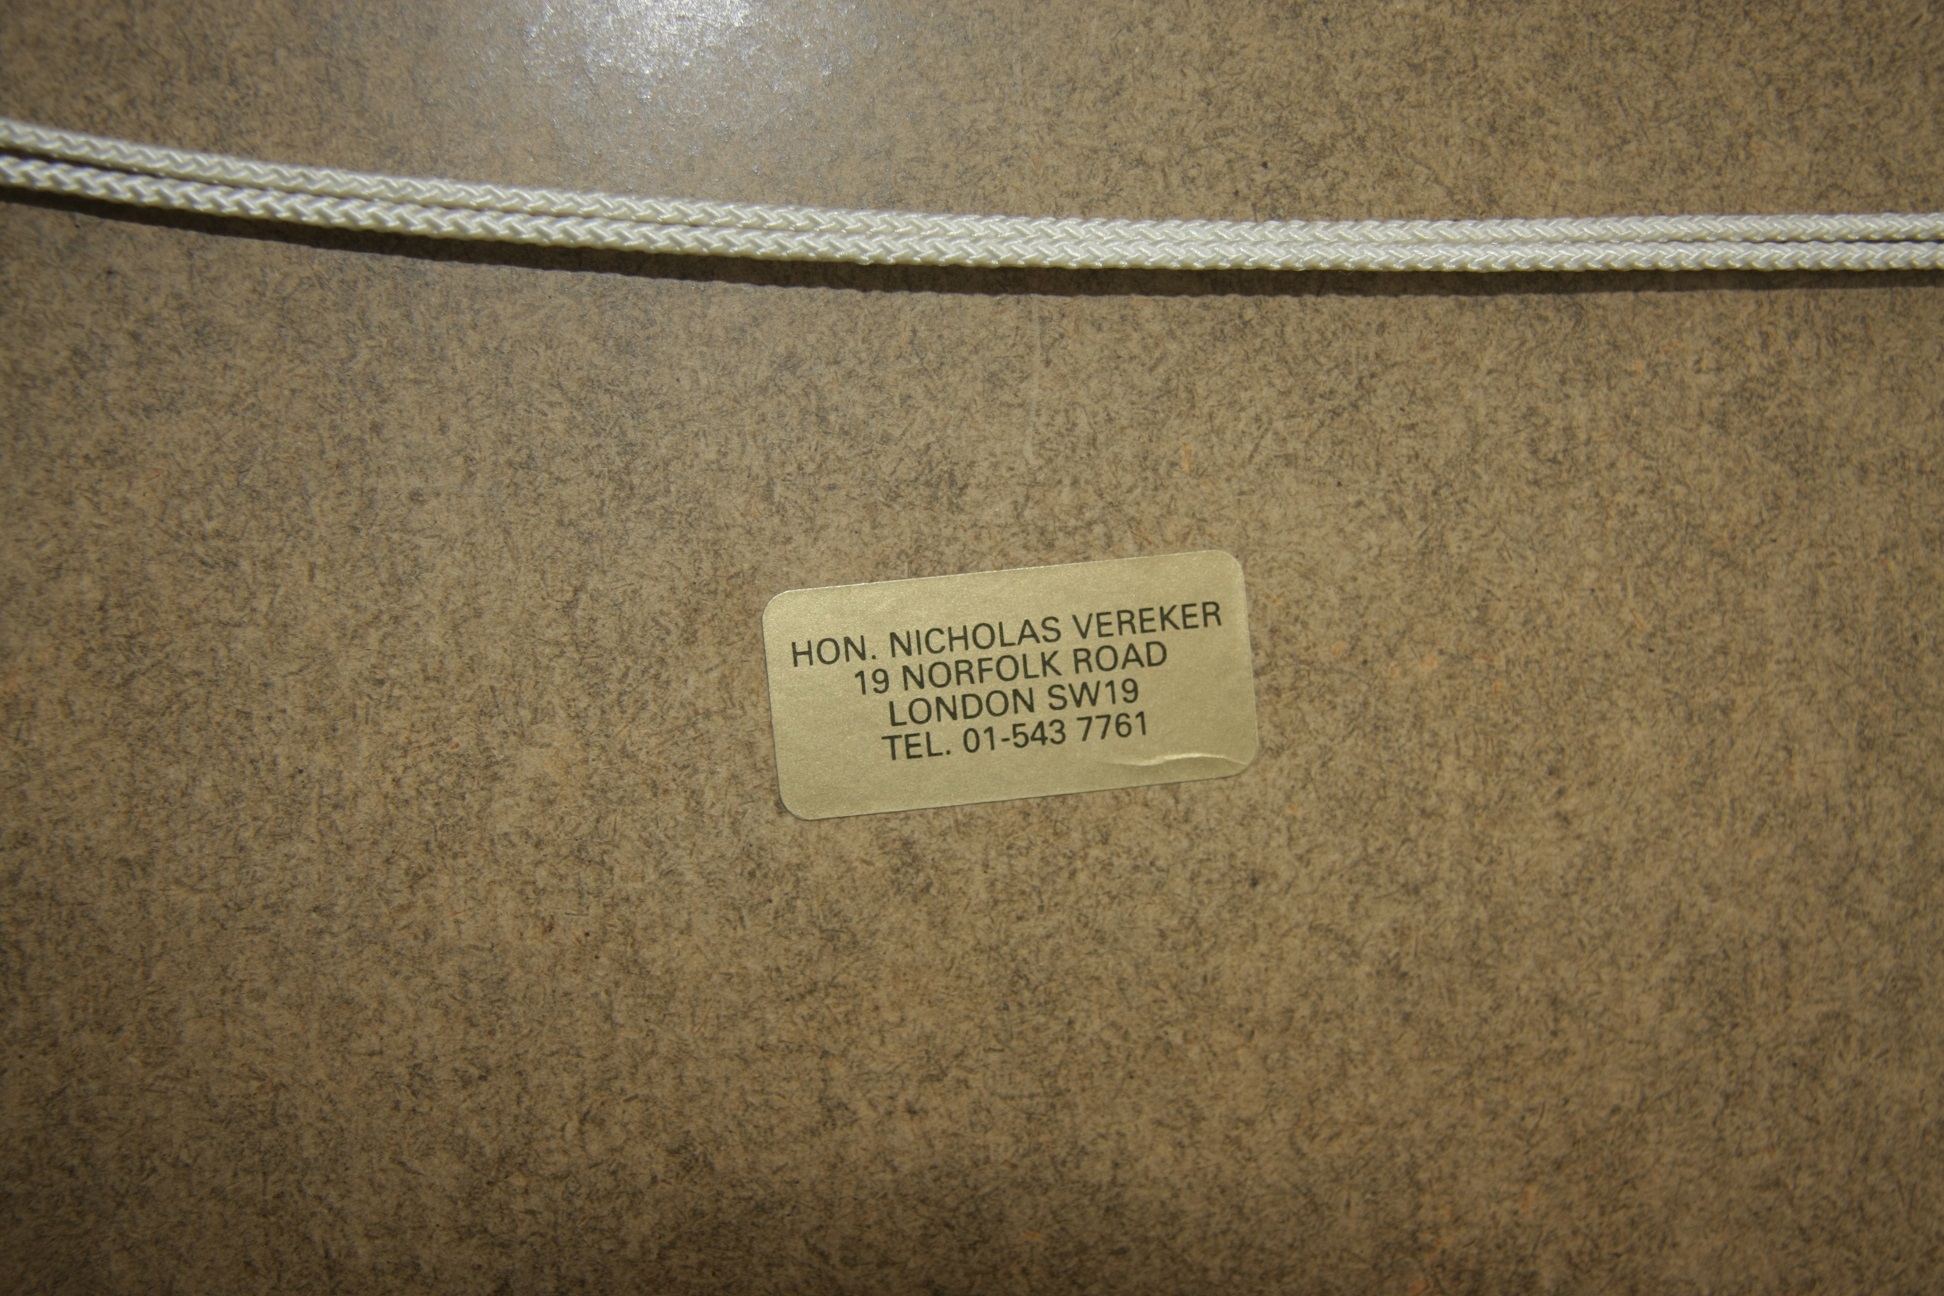 HON. NICHOLAS VEREKER
19 NORFOLK ROAD
LONDON SW19
TEL. 01-543 7761